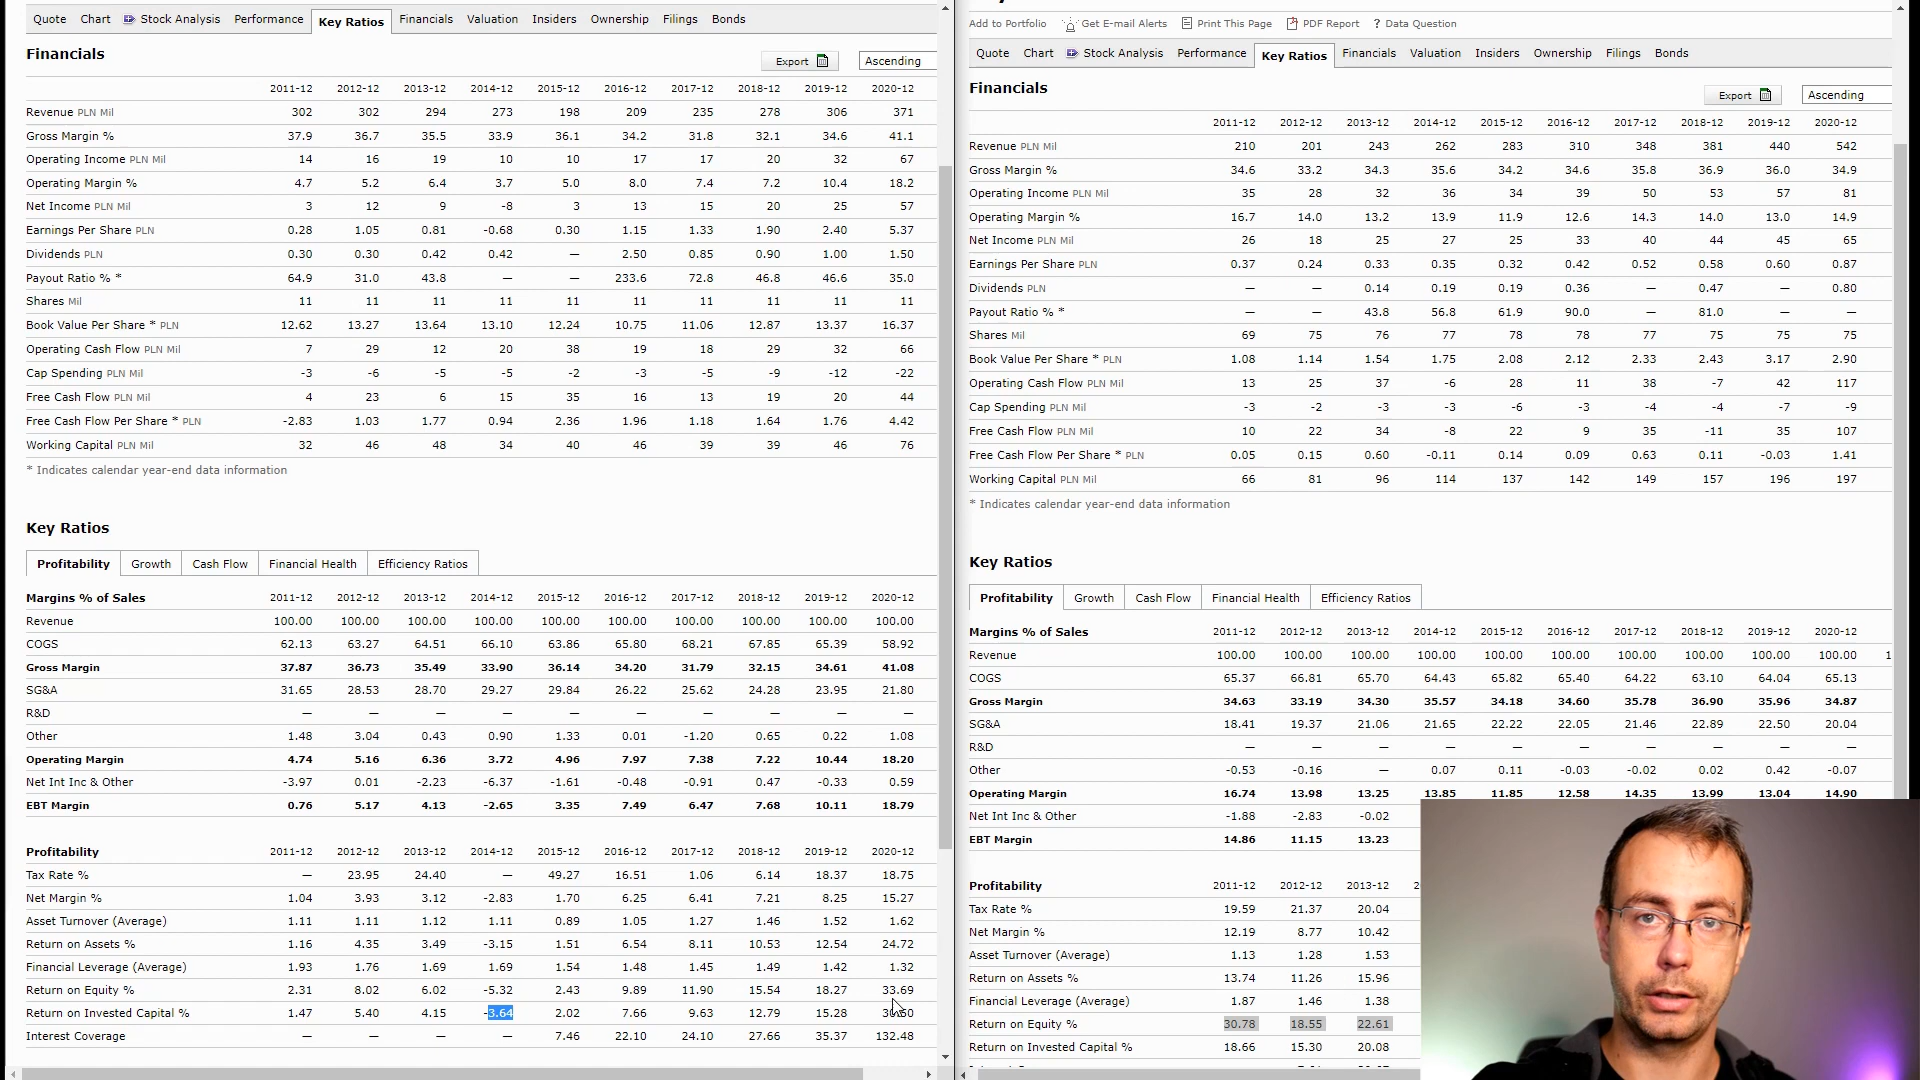 Quote Chart Stock Analysis Performance Key Ratios Financials Valuation Insiders Ownership Filings Bonds
Financials
Export Ascending
2011-12 2012-12 2013-12 2014-12 2015-12 2016-12 2017-12 2018-12 2019-12 2020-12
Revenue PLN Mil 302 302 294 273 198 209 235 278 306 371
Gross Margin % 37.9 36.7 35.5 33.9 36.1 34.2 31.8 32.1 34.6 41.1
Operating Income PLN Mil 14 16 19 10 10 17 17 20 32 67
Operating Margin % 4.7 5.2 6.4 3.7 5.0 8.0 7.4 7.2 10.4 18.2
Net Income PLN Mil 3 12 9 -8 3 13 15 20 25 57
Earnings Per Share PLN 0.28 1.05 0.81 -0.68 0.30 1.15 1.33 1.90 2.40 5.37
Dividends PLN 0.30 0.30 0.42 0.42 — 2.50 0.85 0.90 1.00 1.50
Payout Ratio % * 64.9 31.0 43.8 — — 233.6 72.8 46.8 46.6 35.0
Shares Mil 11 11 11 11 11 11 11 11 11 11
Book Value Per Share * PLN 12.62 13.27 13.64 13.10 12.24 10.75 11.06 12.87 13.37 16.37
Operating Cash Flow PLN Mil 7 29 12 20 38 19 18 29 32 66
Cap Spending PLN Mil -3 -6 -5 -5 -2 -3 -5 -9 -12 -22
Free Cash Flow PLN Mil 4 23 6 15 35 16 13 19 20 44
Free Cash Flow Per Share * PLN -2.83 1.03 1.77 0.94 2.36 1.96 1.18 1.64 1.76 4.42
Working Capital PLN Mil 32 46 48 34 40 46 39 39 46 76
* Indicates calendar year-end data information
Key Ratios
Profitability Growth Cash Flow Financial Health Efficiency Ratios
Margins % of Sales 2011-12 2012-12 2013-12 2014-12 2015-12 2016-12 2017-12 2018-12 2019-12 2020-12
Revenue 100.00 100.00 100.00 100.00 100.00 100.00 100.00 100.00 100.00 100.00
COGS 62.13 63.27 64.51 66.10 63.86 65.80 68.21 67.85 65.39 58.92
Gross Margin 37.87 36.73 35.49 33.90 36.14 34.20 31.79 32.15 34.61 41.08
SG&A 31.65 28.53 28.70 29.27 29.84 26.22 25.62 24.28 23.95 21.80
R&D — — — — — — — — — —
Other 1.48 3.04 0.43 0.90 1.33 0.01 -1.20 0.65 0.22 1.08
Operating Margin 4.74 5.16 6.36 3.72 4.96 7.97 7.38 7.22 10.44 18.20
Net Int Inc & Other -3.97 0.01 -2.23 -6.37 -1.61 -0.48 -0.91 0.47 -0.33 0.59
EBT Margin 0.76 5.17 4.13 -2.65 3.35 7.49 6.47 7.68 10.11 18.79
Profitability 2011-12 2012-12 2013-12 2014-12 2015-12 2016-12 2017-12 2018-12 2019-12 2020-12
Tax Rate % — 23.95 24.40 — 49.27 16.51 1.06 6.14 18.37 18.75
Net Margin % 1.04 3.93 3.12 -2.83 1.70 6.25 6.41 7.21 8.25 15.27
Asset Turnover (Average) 1.11 1.11 1.12 1.11 0.89 1.05 1.27 1.46 1.52 1.62
Return on Assets % 1.16 4.35 3.49 -3.15 1.51 6.54 8.11 10.53 12.54 24.72
Financial Leverage (Average) 1.93 1.76 1.69 1.69 1.54 1.48 1.45 1.49 1.42 1.32
Return on Equity % 2.31 8.02 6.02 -5.32 2.43 9.89 11.90 15.54 18.27 33.69
Return on Invested Capital % 1.47 5.40 4.15 -3.64 2.02 7.66 9.63 12.79 15.28
Interest Coverage — — — — 7.46 22.10 24.10 27.66 35.37 132.48
Add to Portfolio Get E-mail Alerts Print This Page PDF Report ? Data Question
Quote Chart Stock Analysis Performance Key Ratios Financials Valuation Insiders Ownership Filings Bonds
Financials
Export Ascending
2011-12 2012-12 2013-12 2014-12 2015-12 2016-12 2017-12 2018-12 2019-12 2020-12
Revenue PLN Mil 210 201 243 262 283 310 348 381 440 542
Gross Margin % 34.6 33.2 34.3 35.6 34.2 34.6 35.8 36.9 36.0 34.9
Operating Income PLN Mil 35 28 32 36 34 39 50 53 57 81
Operating Margin % 16.7 14.0 13.2 13.9 11.9 12.6 14.3 14.0 13.0 14.9
Net Income PLN Mil 26 18 25 27 25 33 40 44 45 65
Earnings Per Share PLN 0.37 0.24 0.33 0.35 0.32 0.42 0.52 0.58 0.60 0.87
Dividends PLN — — 0.14 0.19 0.19 0.36 — 0.47 — 0.80
Payout Ratio % * — — 43.8 56.8 61.9 90.0 — 81.0 — —
Shares Mil 69 75 76 77 78 78 77 75 75 75
Book Value Per Share * PLN 1.08 1.14 1.54 1.75 2.08 2.12 2.33 2.43 3.17 2.90
Operating Cash Flow PLN Mil 13 25 37 -6 28 11 38 -7 42 117
Cap Spending PLN Mil -3 -2 -3 -3 -6 -3 -4 -4 -7 -9
Free Cash Flow PLN Mil 10 22 34 -8 22 9 35 -11 35 107
Free Cash Flow Per Share * PLN 0.05 0.15 0.60 -0.11 0.14 0.09 0.63 0.11 -0.03 1.41
Working Capital PLN Mil 66 81 96 114 137 142 149 157 196 197
* Indicates calendar year-end data information
Key Ratios
Profitability Growth Cash Flow Financial Health Efficiency Ratios
Margins % of Sales 2011-12 2012-12 2013-12 2014-12 2015-12 2016-12 2017-12 2018-12 2019-12 2020-12
Revenue 100.00 100.00 100.00 100.00 100.00 100.00 100.00 100.00 100.00 100.00 1
COGS 65.37 66.81 65.70 64.43 65.82 65.40 64.22 63.10 64.04 65.13
Gross Margin 34.63 33.19 34.30 35.57 34.18 34.60 35.78 36.90 35.96 34.87
SG&A 18.41 19.37 21.06 21.65 22.22 22.05 21.46 22.89 22.50 20.04
R&D — — — — — — — — — —
Other -0.53 -0.16 — 0.07 0.11 -0.03 -0.02 0.02 0.42 -0.07
Operating Margin 16.74 13.98 13.25 13.85 11.85 12.58 14.35 13.99 13.04 14.90
Net Int Inc & Other -1.88 -2.83 -0.02
EBT Margin 14.86 11.15 13.23
Profitability 2011-12 2012-12 2013-12 2
Tax Rate % 19.59 21.37 20.04
Net Margin % 12.19 8.77 10.42
Asset Turnover (Average) 1.13 1.28 1.53
Return on Assets % 13.74 11.26 15.96
Financial Leverage (Average) 1.87 1.46 1.38
Return on Equity % 30.78 18.55 22.61
Return on Invested Capital % 18.66 15.30 20.08